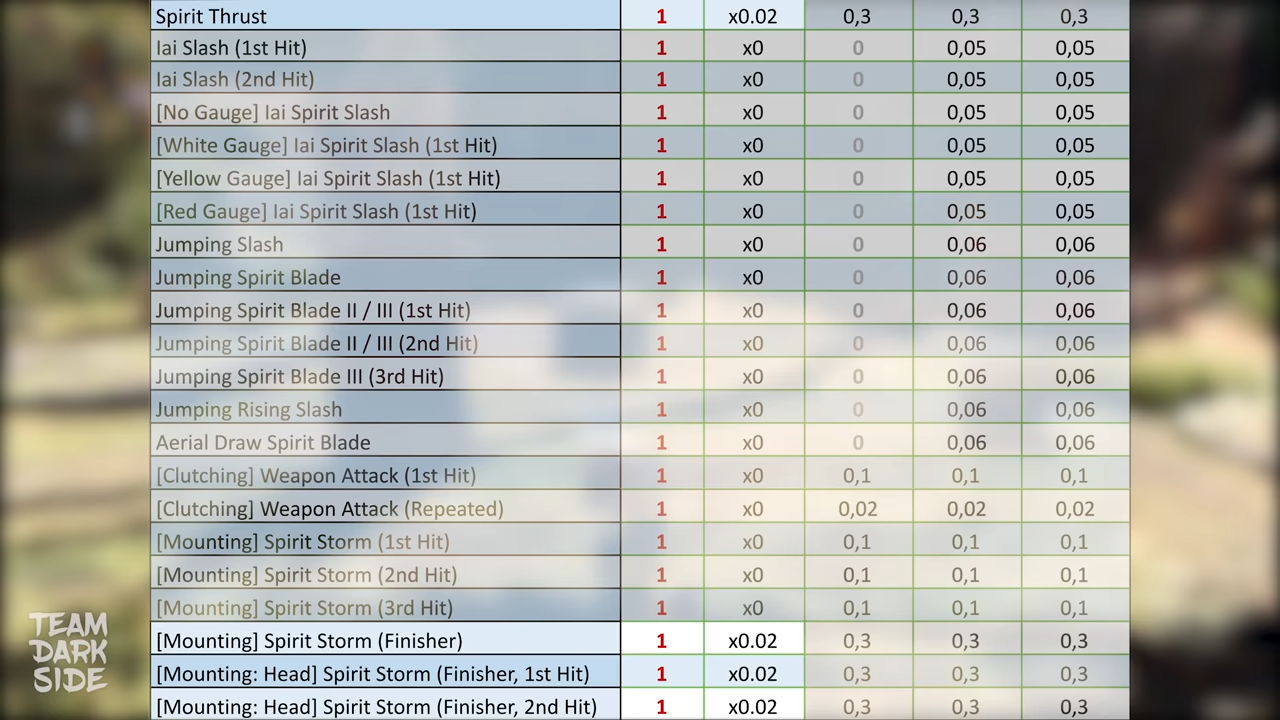 Spirit Thrust 1 x0.02 0,3 0,3 0,3
Iai Slash (1st Hit) 1 x0 0 0,05 0,05
Iai Slash (2nd Hit) 1 x0 0 0,05 0,05
[No Gauge] Iai Spirit Slash 1 x0 0 0,05 0,05
[White Gauge] Iai Spirit Slash (1st Hit) 1 x0 0 0,05 0,05
[Yellow Gauge] Iai Spirit Slash (1st Hit) 1 x0 0 0,05 0,05
[Red Gauge] Iai Spirit Slash (1st Hit) 1 x0 0 0,05 0,05
Jumping Slash 1 x0 0 0,06 0,06
Jumping Spirit Blade 1 x0 0 0,06 0,06
Jumping Spirit Blade II / III (1st Hit) 1 x0 0 0,06 0,06
Jumping Spirit Blade II / III (2nd Hit) 1 x0 0 0,06 0,06
Jumping Spirit Blade III (3rd Hit) 1 x0 0 0,06 0,06
Jumping Rising Slash 1 x0 0 0,06 0,06
Aerial Draw Spirit Blade 1 x0 0 0,06 0,06
[Clutching] Weapon Attack (1st Hit) 1 x0 0,1 0,1 0,1
[Clutching] Weapon Attack (Repeated) 1 x0 0,02 0,02 0,02
[Mounting] Spirit Storm (1st Hit) 1 x0 0,1 0,1 0,1
[Mounting] Spirit Storm (2nd Hit) 1 x0 0,1 0,1 0,1
[Mounting] Spirit Storm (3rd Hit) 1 x0 0,1 0,1 0,1
[Mounting] Spirit Storm (Finisher) 1 x0.02 0,3 0,3 0,3
[Mounting: Head] Spirit Storm (Finisher, 1st Hit) 1 x0.02 0,3 0,3 0,3
[Mounting: Head] Spirit Storm (Finisher, 2nd Hit) 1 x0.02 0,3 0,3 0,3
TEAM
DARK
SIDE